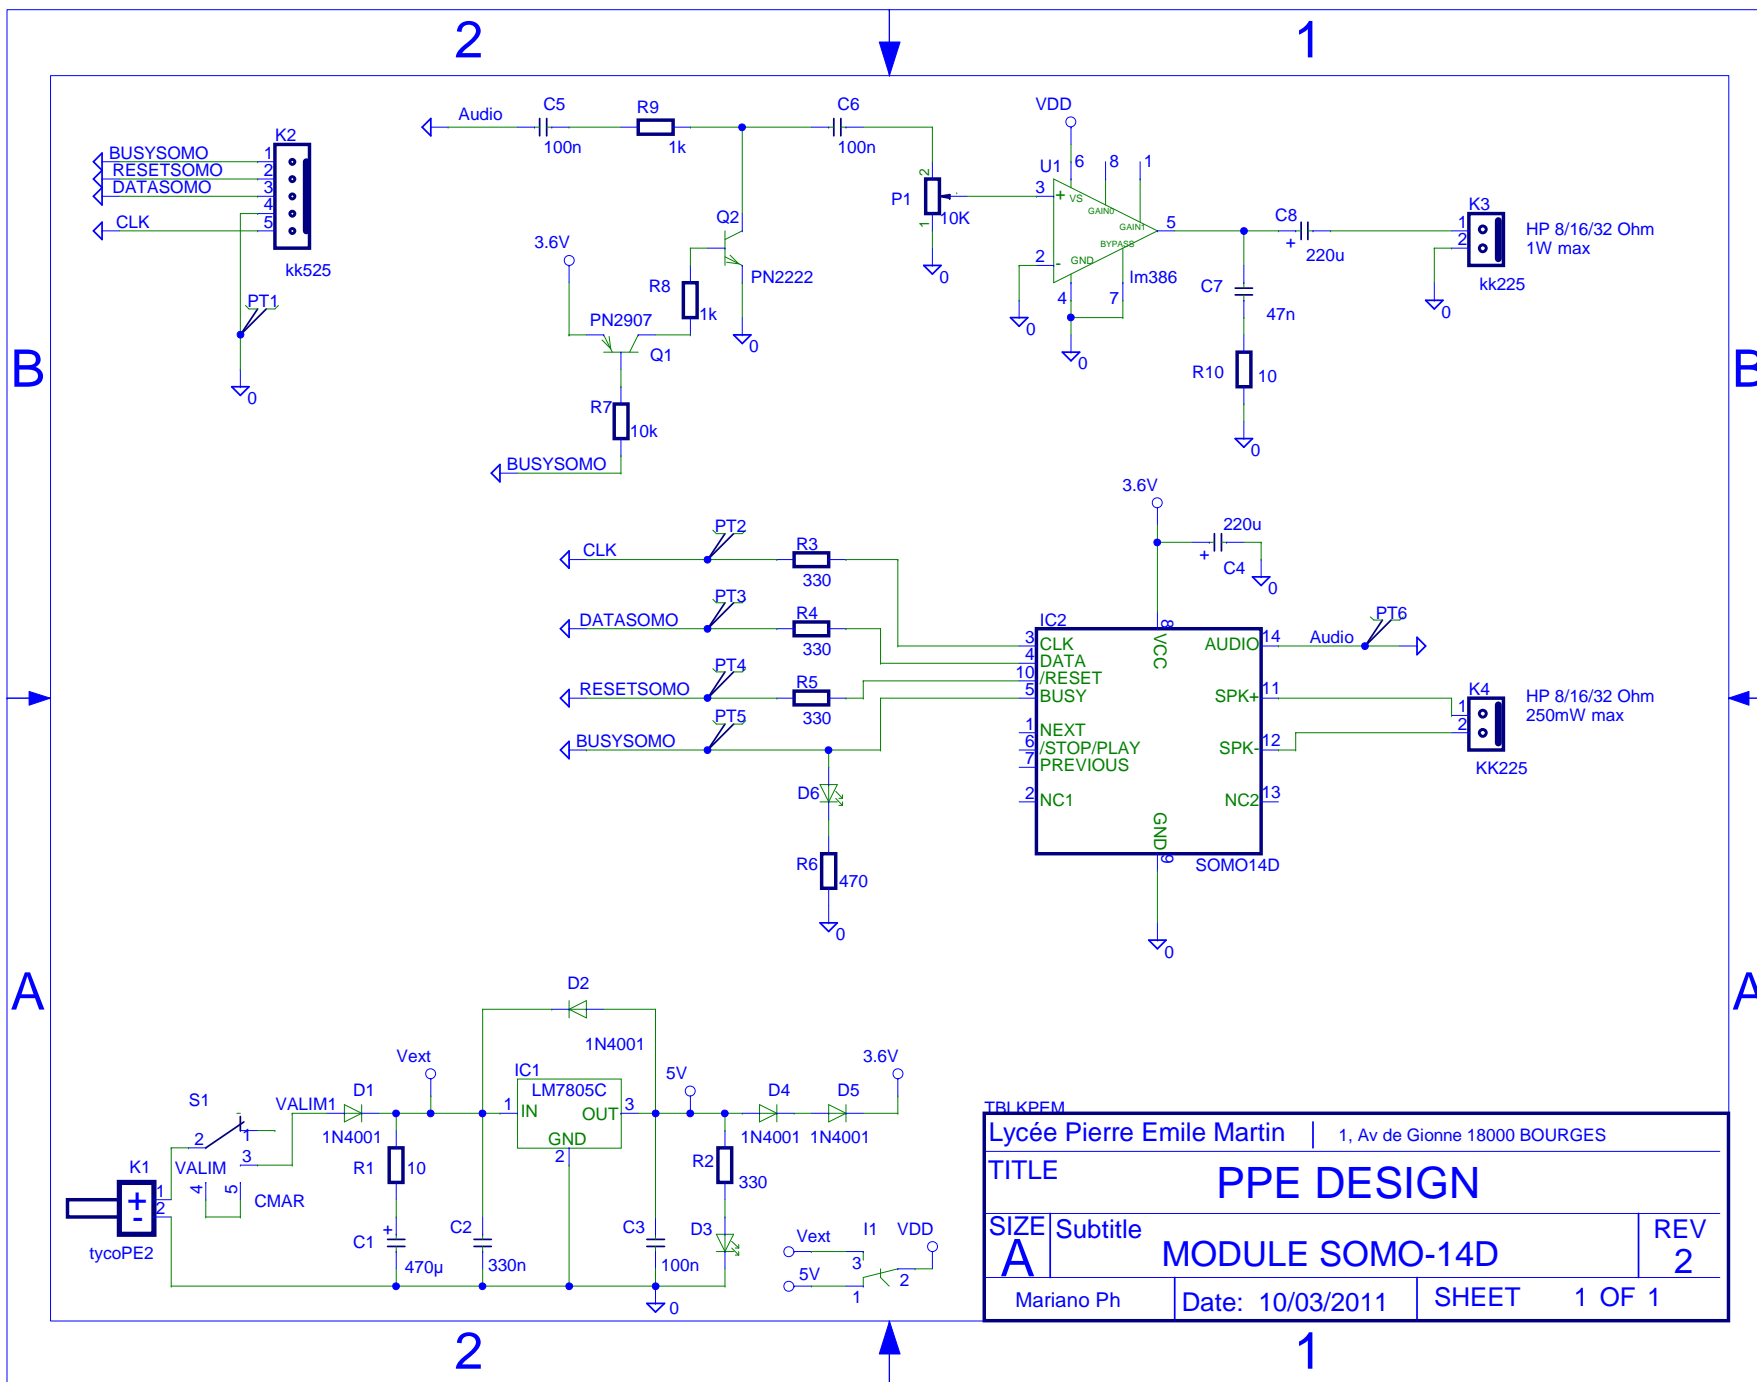 2
1
B
B
A
A
2
1
K2
BUSYSOMO 1
RESETSOMO 2
DATASOMO 3
4
CLK 5
kk525
PT1
0
Audio
C5
100n
R9
1k
C6
100n
Q2
PN2222
0
3.6V
R8
1k
PN2907
Q1
R7
10k
BUSYSOMO
P1
2
10K
1
0
VDD
U1
6
8
1
3
+
VS
GAIN0
GAIN1
5
BYPASS
2
-
GND
lm386
4
7
0
0
C8
+
220u
C7
47n
R10
10
0
K3
1
2
kk225
HP 8/16/32 Ohm
1W max
0
CLK
PT2
R3
330
DATASOMO
PT3
R4
330
RESETSOMO
PT4
R5
330
BUSYSOMO
PT5
D6
R6
470
0
3.6V
220u
+
C4
0
IC2
3 CLK
4 DATA
10 /RESET
5 BUSY
1 NEXT
6 /STOP/PLAY
7 PREVIOUS
2 NC1
8
VCC
AUDIO 14
SPK+ 11
SPK- 12
NC2 13
GND
9
SOMO14D
0
Audio
PT6
K4
1
2
KK225
HP 8/16/32 Ohm
250mW max
K1
+
-
1
2
tycoPE2
S1
2
1
3
VALIM
4
5
CMAR
VALIM1
D1
1N4001
Vext
R1
10
+
C1
470µ
C2
330n
D2
1N4001
IC1
LM7805C
1 IN
OUT 3
GND
2
5V
C3
100n
0
R2
330
D3
D4
1N4001
D5
1N4001
3.6V
Vext
5V
I1
3
1
2
VDD
TBLKPEM
Lycée Pierre Emile Martin
1, Av de Gionne 18000 BOURGES
TITLE
PPE DESIGN
SIZE
A
Subtitle
MODULE SOMO-14D
REV
2
Mariano Ph
Date: 10/03/2011
SHEET 1 OF 1